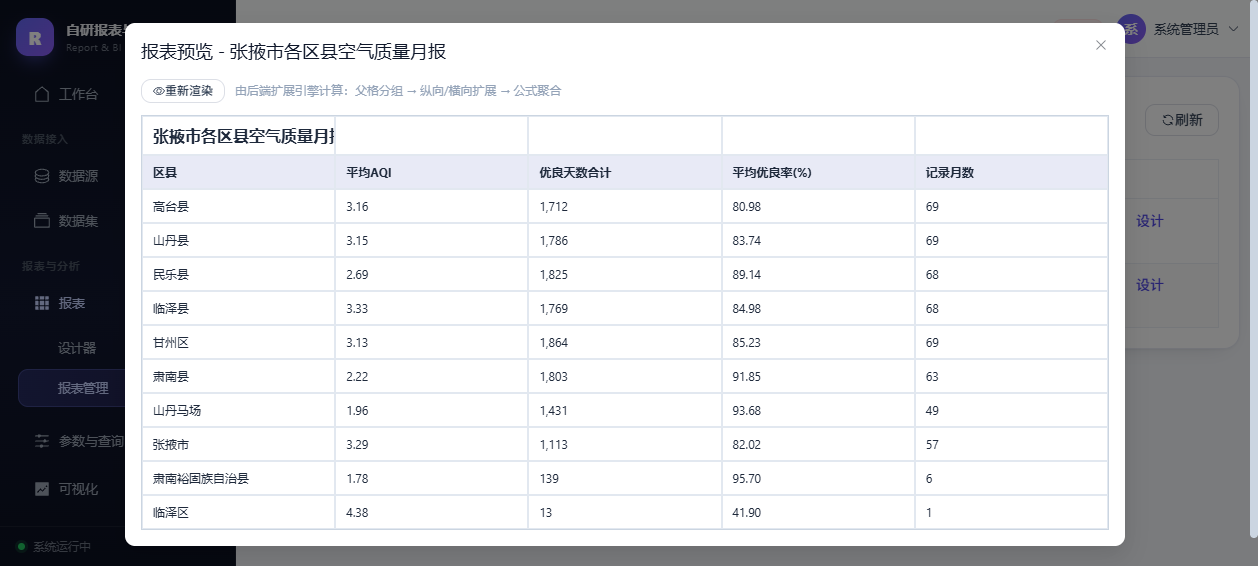 R
自研报表与
Report & BI
系
系统管理员
工作台
数据接入
数据源
数据集
报表与分析
报表
设计器
报表管理
参数与查询
可视化
系统运行中
刷新
设计
设计
报表预览 - 张掖市各区县空气质量月报
重新渲染 由后端扩展引擎计算：父格分组 → 纵向/横向扩展 → 公式聚合
张掖市各区县空气质量月报
区县 平均AQI 优良天数合计 平均优良率(%) 记录月数
高台县 3.16 1,712 80.98 69
山丹县 3.15 1,786 83.74 69
民乐县 2.69 1,825 89.14 68
临泽县 3.33 1,769 84.98 68
甘州区 3.13 1,864 85.23 69
肃南县 2.22 1,803 91.85 63
山丹马场 1.96 1,431 93.68 49
张掖市 3.29 1,113 82.02 57
肃南裕固族自治县 1.78 139 95.70 6
临泽区 4.38 13 41.90 1